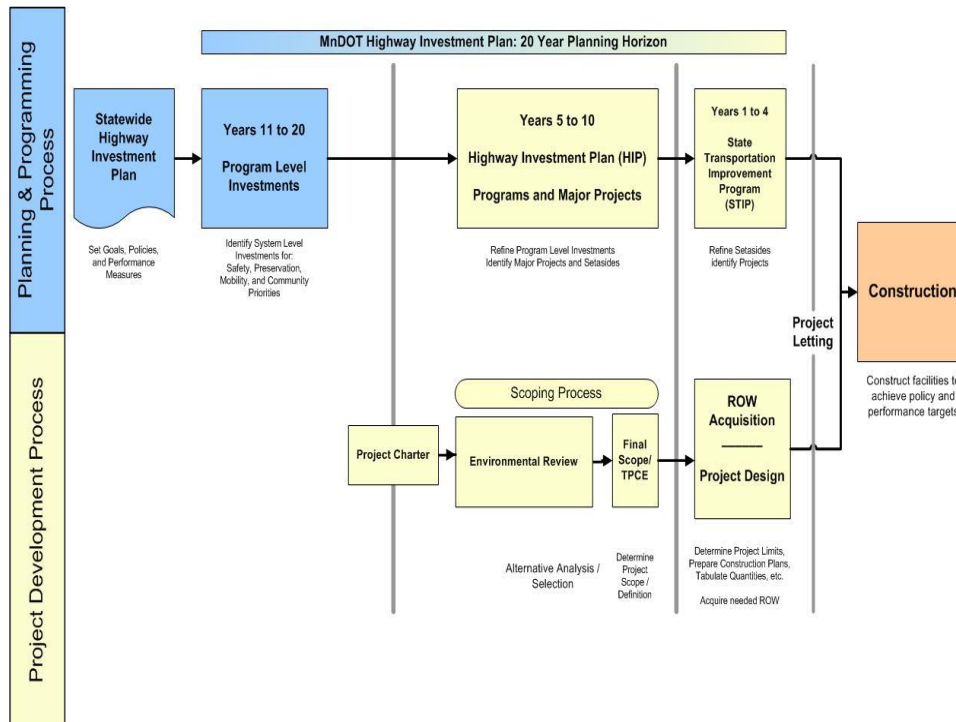 Planning & Programming
Process
MnDOT Highway Investment Plan: 20 Year Planning Horizon
Statewide
Highway
Investment
Plan
Set Goals, Policies,
and Performance
Measures
Years 11 to 20
Program Level
Investments
Identify System Level
Investments for:
Safety, Preservation,
Mobility, and Community
Priorities
Years 5 to 10
Highway Investment Plan (HIP)
Programs and Major Projects
Refine Program Level Investments
Identify Major Projects and Setasides
Years 1 to 4
State
Transportation
Improvement
Program
(STIP)
Refine Setasides
identify Projects
Project
Letting
Construction
Construct facilities to
achieve policy and
performance targets
Project Development Process
Project Charter
Scoping Process
Environmental Review
Final
Scope/
TPCE
Alternative Analysis /
Selection
Determine
Project
Scope /
Definition
ROW
Acquisition
Project Design
Determine Project Limits,
Prepare Construction Plans,
Tabulate Quantities, etc.
Acquire needed ROW